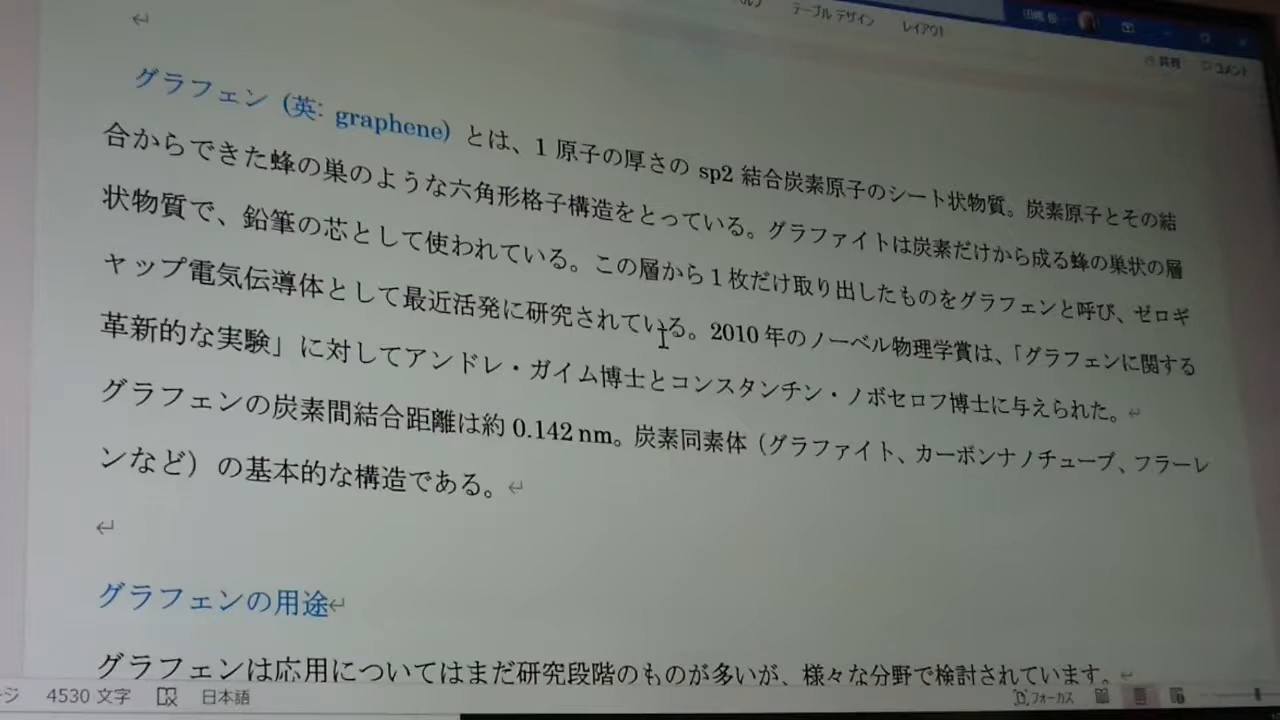 テーブル デザイン
レイアウト
共有
コメント
グラフェン (英: graphene) とは、1 原子の厚さの sp2 結合炭素原子のシート状物質。炭素原子とその結
合からできた蜂の巣のような六角形格子構造をとっている。グラファイトは炭素だけから成る蜂の巣状の層
状物質で、鉛筆の芯として使われている。この層から 1 枚だけ取り出したものをグラフェンと呼び、ゼロギ
ャップ電気伝導体として最近活発に研究されている。2010 年のノーベル物理学賞は、「グラフェンに関する
革新的な実験」に対してアンドレ・ガイム博士とコンスタンチン・ノボセロフ博士に与えられた。
グラフェンの炭素間結合距離は約 0.142 nm。炭素同素体（グラファイト、カーボンナノチューブ、フラーレ
ンなど）の基本的な構造である。
グラフェンの用途
グラフェンは応用についてはまだ研究段階のものが多いが、様々な分野で検討されています。
4530 文字
日本語
フォーカス